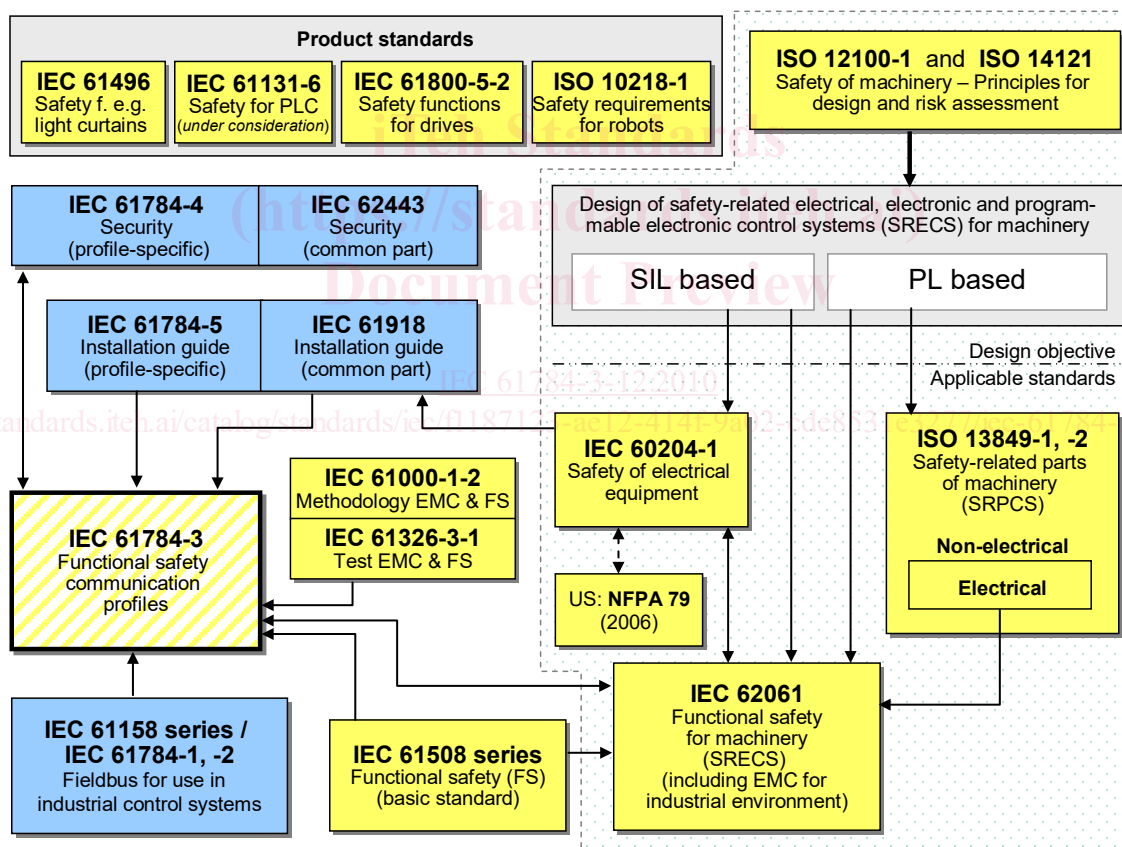 Product standards
IEC 61496
Safety f. e.g.
light curtains
IEC 61131-6
Safety for PLC
(under consideration)
IEC 61800-5-2
Safety functions
for drives
ISO 10218-1
Safety requirements
for robots
ISO 12100-1 and ISO 14121
Safety of machinery – Principles for
design and risk assessment
iTeh Standards
(https://standards.iteh.ai)
Document Preview
IEC 61784-4
Security
(profile-specific)
IEC 62443
Security
(common part)
Design of safety-related electrical, electronic and program-
mable electronic control systems (SRECS) for machinery
SIL based
PL based
IEC 61784-5
Installation guide
(profile-specific)
IEC 61918
Installation guide
(common part)
Design objective
Applicable standards
IEC 61784-3-12:2010
IEC 60204-1
Safety of electrical
equipment
ISO 13849-1, -2
Safety-related parts
of machinery
(SRPCS)
Non-electrical
Electrical
IEC 61000-1-2
Methodology EMC & FS
IEC 61326-3-1
Test EMC & FS
IEC 61784-3
Functional safety
communication
profiles
US: NFPA 79
(2006)
IEC 62061
Functional safety
for machinery
(SRECS)
(including EMC for
industrial environment)
IEC 61158 series /
IEC 61784-1, -2
Fieldbus for use in
industrial control systems
IEC 61508 series
Functional safety (FS)
(basic standard)